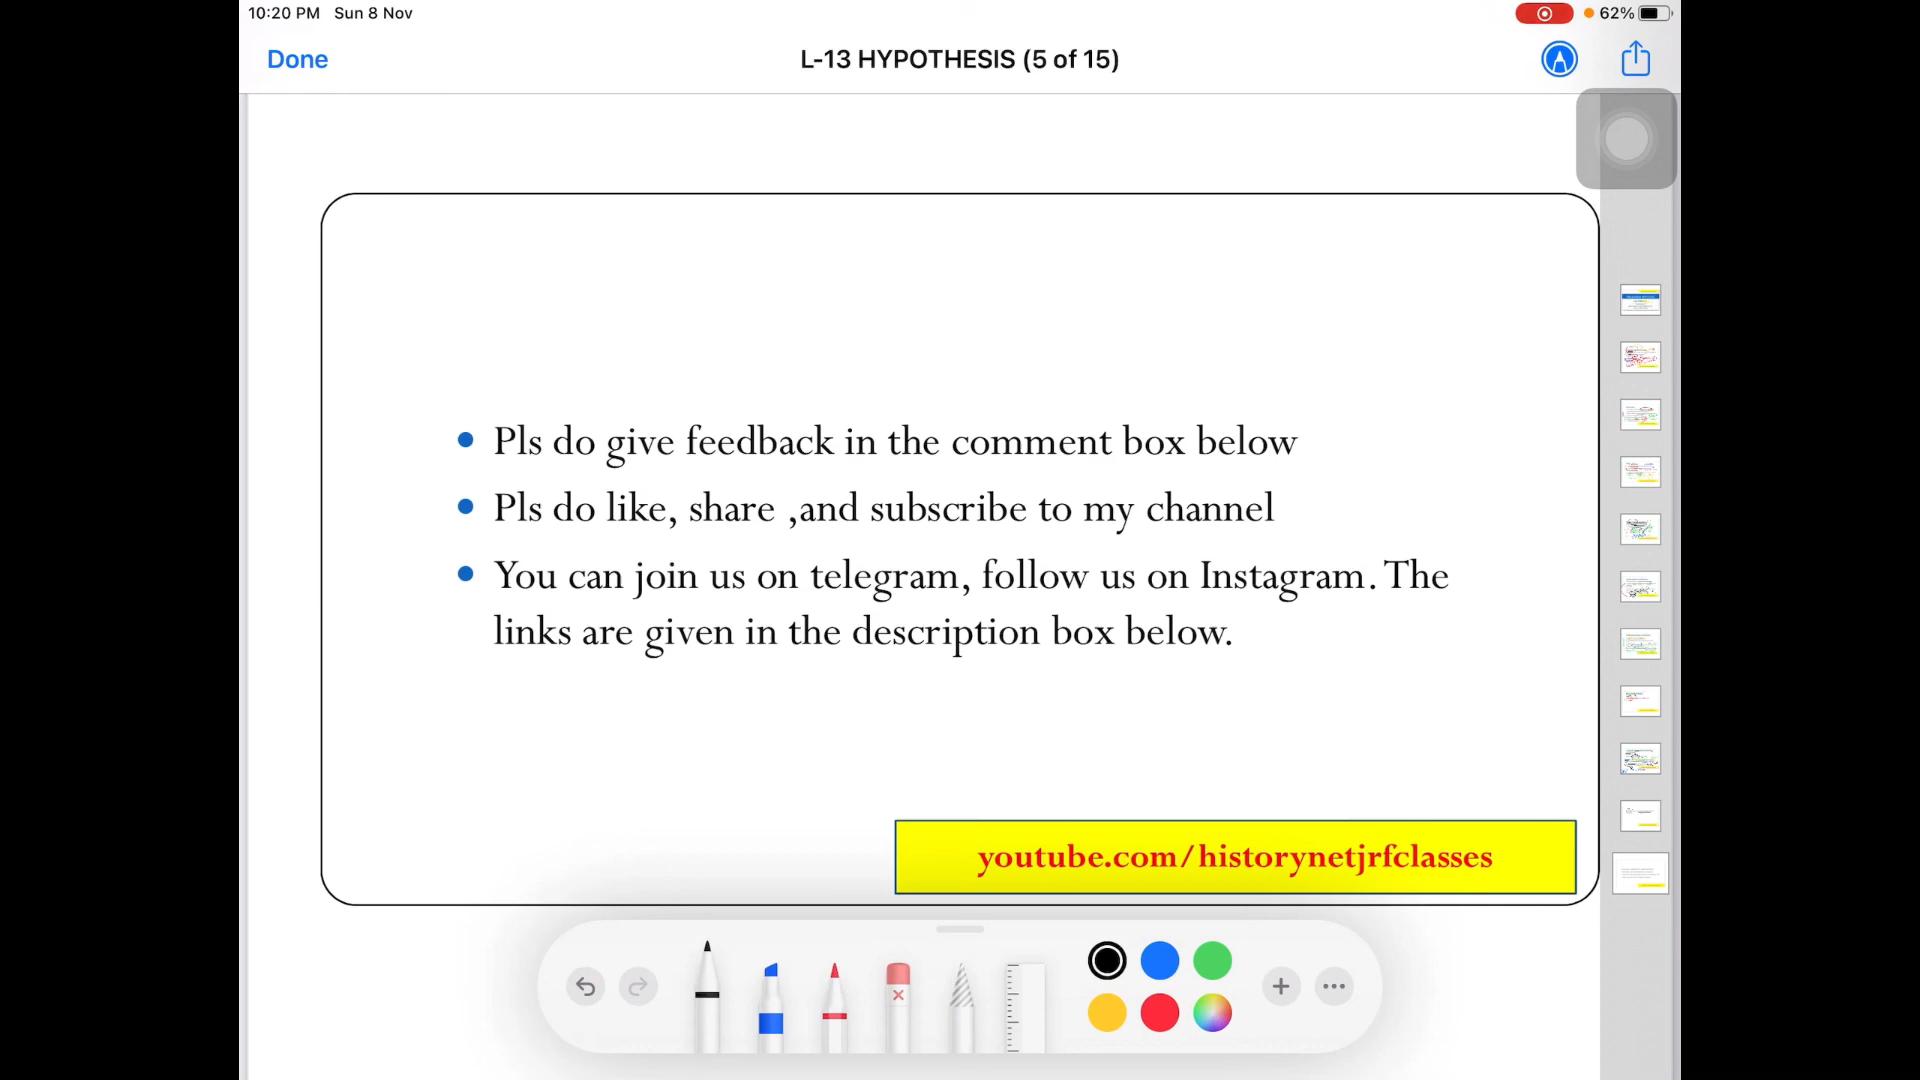 10:20 PM Sun 8 Nov
62%
Done
L-13 HYPOTHESIS (5 of 15)
Pls do give feedback in the comment box below
Pls do like, share ,and subscribe to my channel
You can join us on telegram, follow us on Instagram. The
links are given in the description box below.
youtube.com/historynetjrfclasses